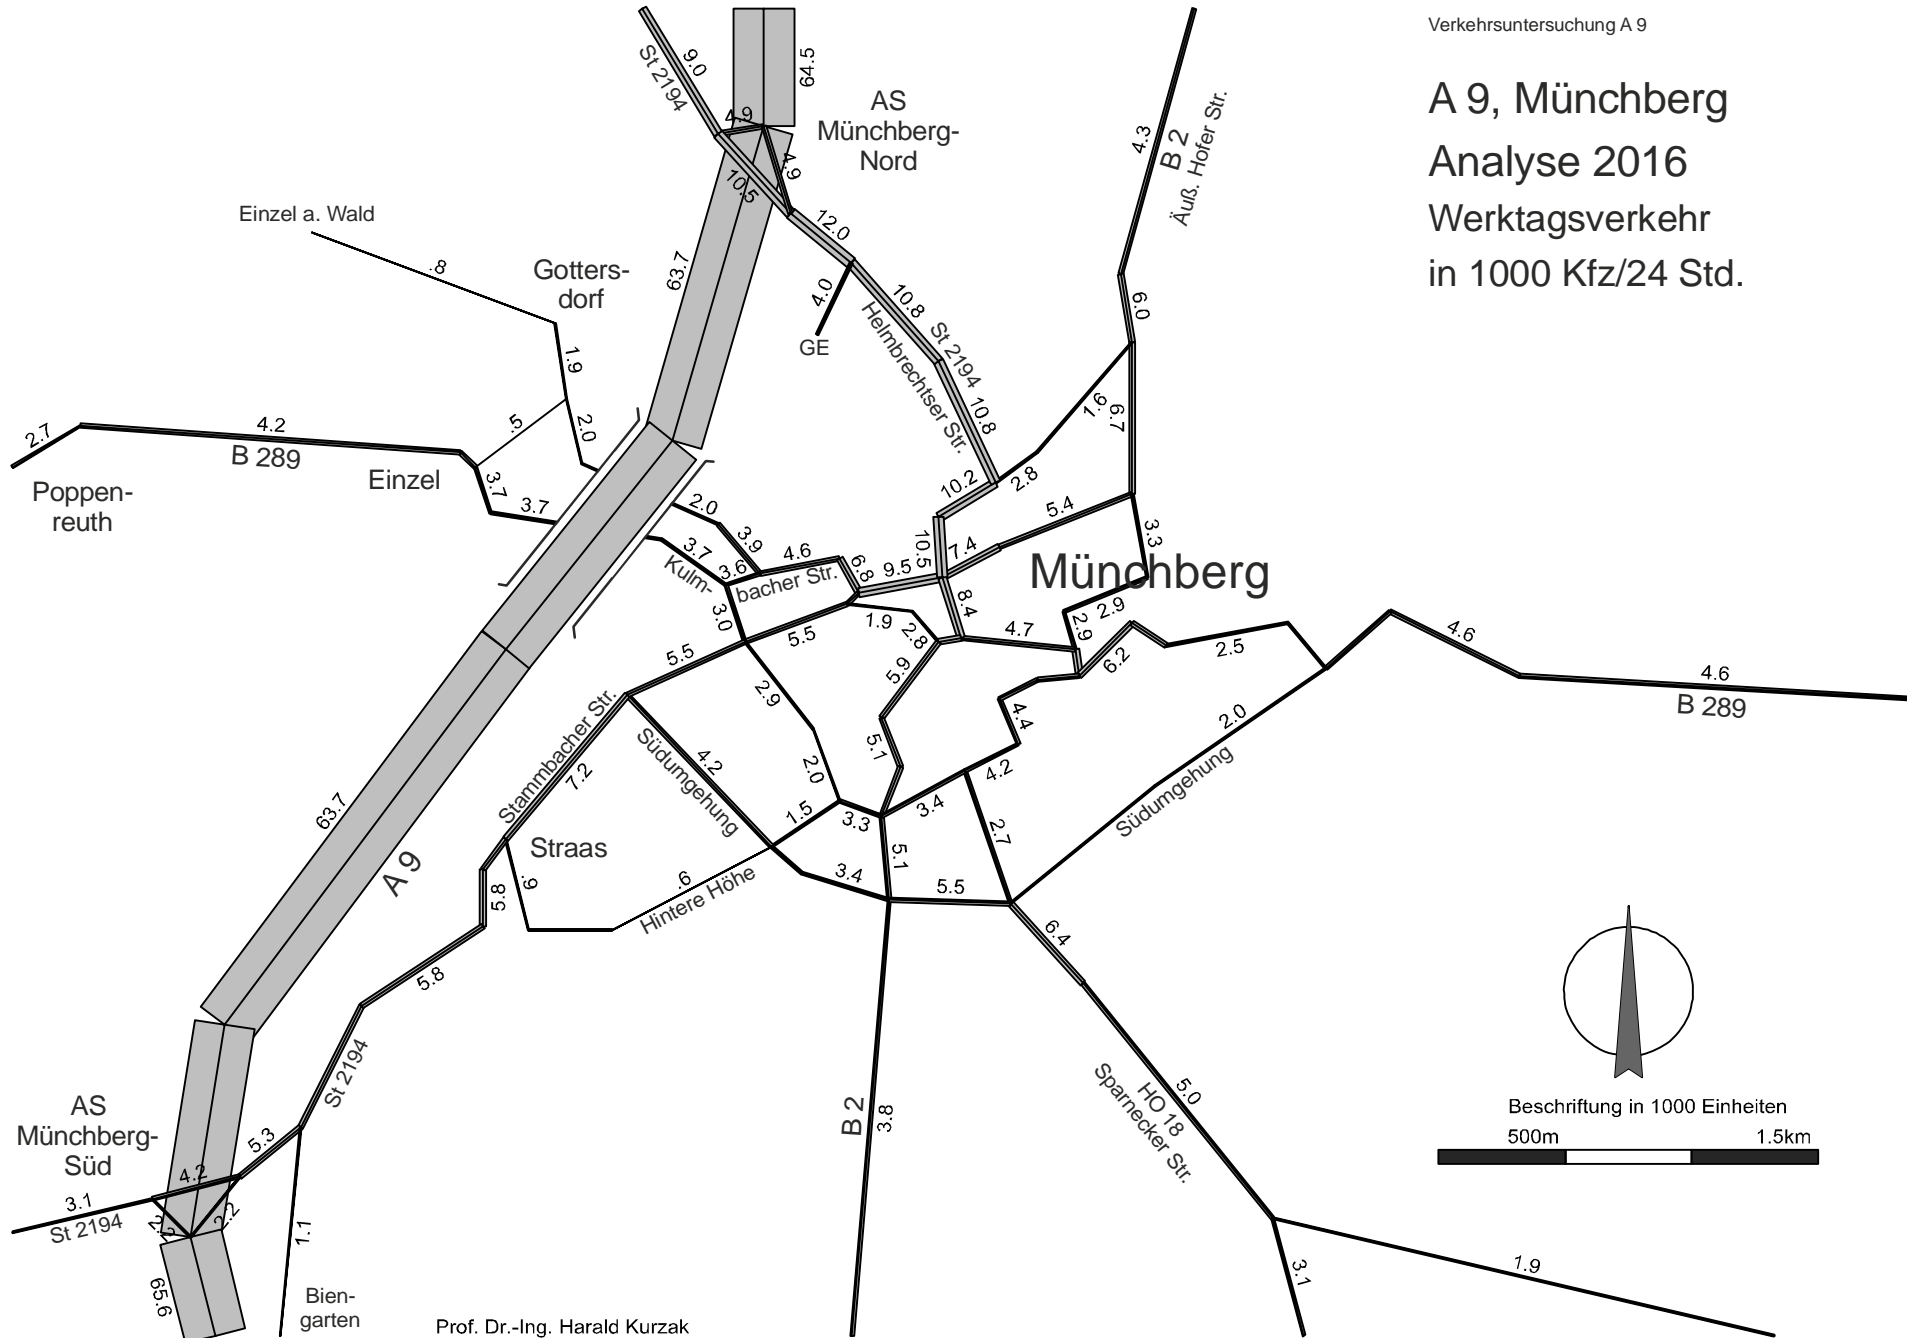 Verkehrsuntersuchung A 9
A 9, Münchberg
Analyse 2016
Werktagsverkehr
in 1000 Kfz/24 Std.
9.0
St 2194
64.5
4.9
AS
Münchberg-
Nord
4.9
10.5
12.0
4.3
B 2
Äuß. Hofer Str.
Einzel a. Wald
.8
Gotters-
dorf
63.7
4.0
GE
10.8
St 2194
Helmbrechtser Str.
6.0
1.9
.5
2.0
1.6
6.7
10.8
2.7
4.2
B 289
Einzel
Poppen-
reuth
3.7
3.7
10.2
2.8
5.4
2.0
3.9
10.5
7.4
3.3
3.7
3.6
4.6
6.8
9.5
Münchberg
Kulm-
bacher Str.
3.0
5.5
1.9
2.8
8.4
4.7
2.9
2.9
6.2
2.5
4.6
4.6
B 289
5.5
2.9
5.9
4.4
2.0
Südumgehung
Stammbacher Str.
7.2
Südumgehung
4.2
5.1
2.0
4.2
63.7
A 9
1.5
3.3
3.4
2.7
Straas
.9
.6
Hintere Höhe
3.4
5.1
5.5
5.8
5.8
6.4
St 2194
B 2
3.8
5.0
HO 18
Sparnecker Str.
Beschriftung in 1000 Einheiten
500m
1.5km
AS
Münchberg-
Süd
5.3
4.2
3.1
St 2194
2.2
1.1
65.6
Bien-
garten
3.1
1.9
Prof. Dr.-Ing. Harald Kurzak